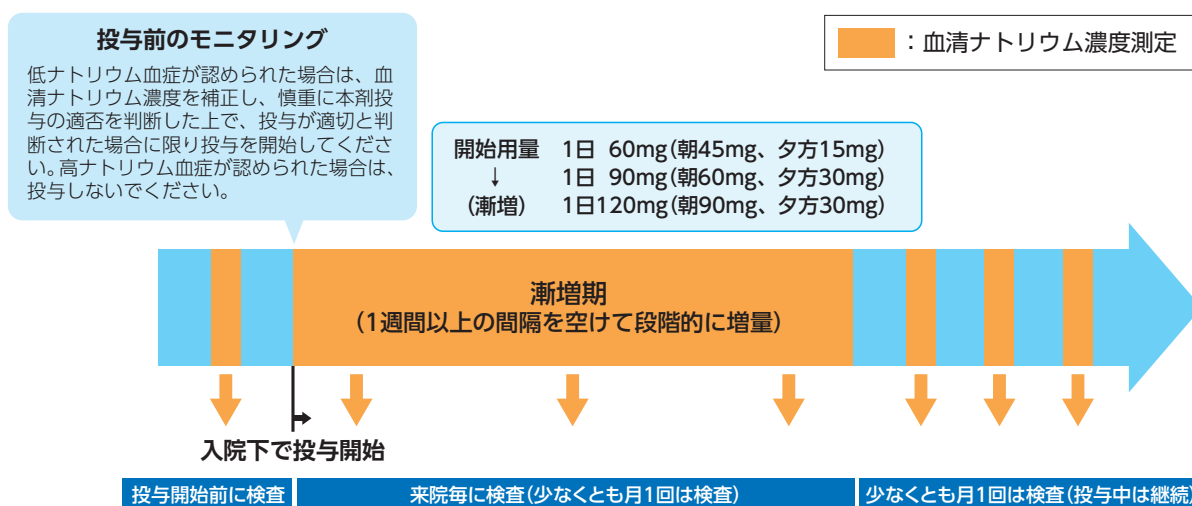 投与前のモニタリング
低ナトリウム血症が認められた場合は、血
清ナトリウム濃度を補正し、慎重に本剤投
与の適否を判断した上で、投与が適切と判
断された場合に限り投与を開始してくださ
い。高ナトリウム血症が認められた場合は、
投与しないでください。
：血清ナトリウム濃度測定
開始用量 1日 60mg(朝45mg、夕方15mg)
↓ 1日 90mg(朝60mg、夕方30mg)
(漸増) 1日120mg(朝90mg、夕方30mg)
漸増期
(1週間以上の間隔を空けて段階的に増量)
入院下で投与開始
投与開始前に検査
来院毎に検査(少なくとも月1回は検査)
少なくとも月1回は検査(投与中は継続)